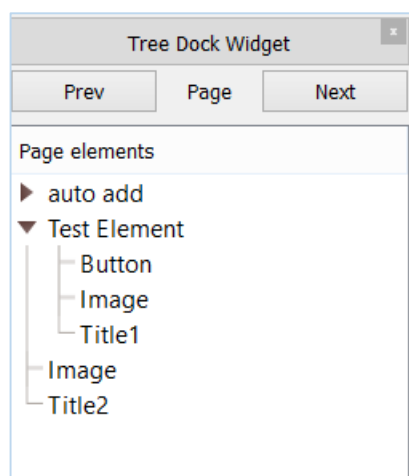 Tree Dock Widget x
Prev Page Next
Page elements
auto add
Test Element
Button
Image
Title1
Image
Title2